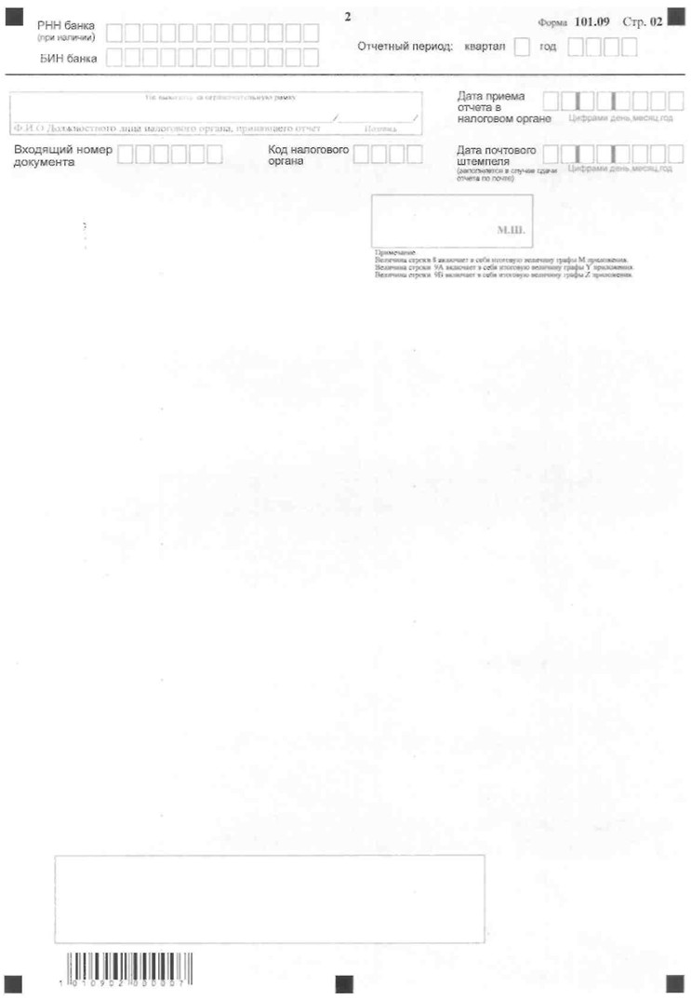 2
Форма 101.09 Стр. 02
РНН банка
(при наличии)
Отчетный период: квартал год
БИН банка
Не выходить за ограничительную рамку
Дата приема
отчета в
налоговом органе
Цифрами день, месяц, год
/ /
Ф.И.О Должностного лица налогового органа, принявшего отчет Подпись
Входящий номер
документа
Код налогового
органа
Дата почтового
штемпеля
(заполняется в случае сдачи
отчета по почте)
Цифрами день, месяц, год
М.Ш.
Примечание
Величина строки 8 включает в себя итоговую величину графы М приложения.
Величина строки 9А включает в себя итоговую величину графы Y приложения.
Величина строки 9В включает в себя итоговую величину графы Z приложения.
1 010902 000007